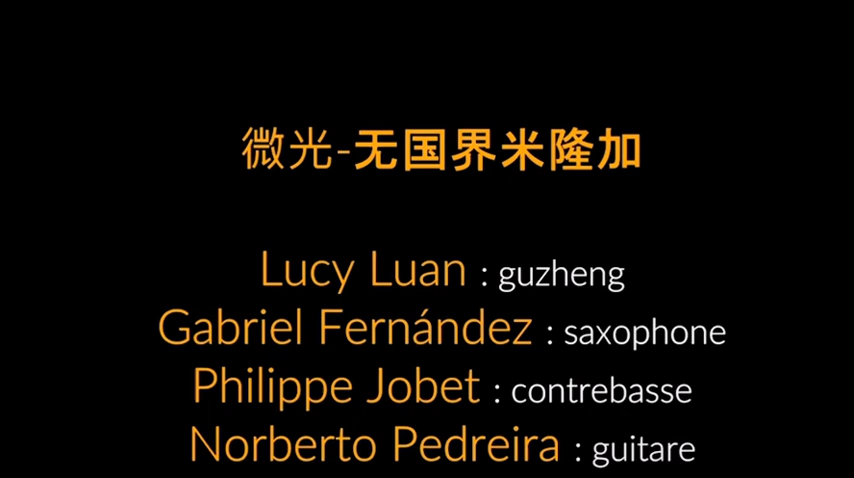 微光-无国界米隆加
Lucy Luan : guzheng
Gabriel Fernández : saxophone
Philippe Jobet : contrebasse
Norberto Pedreira : guitare